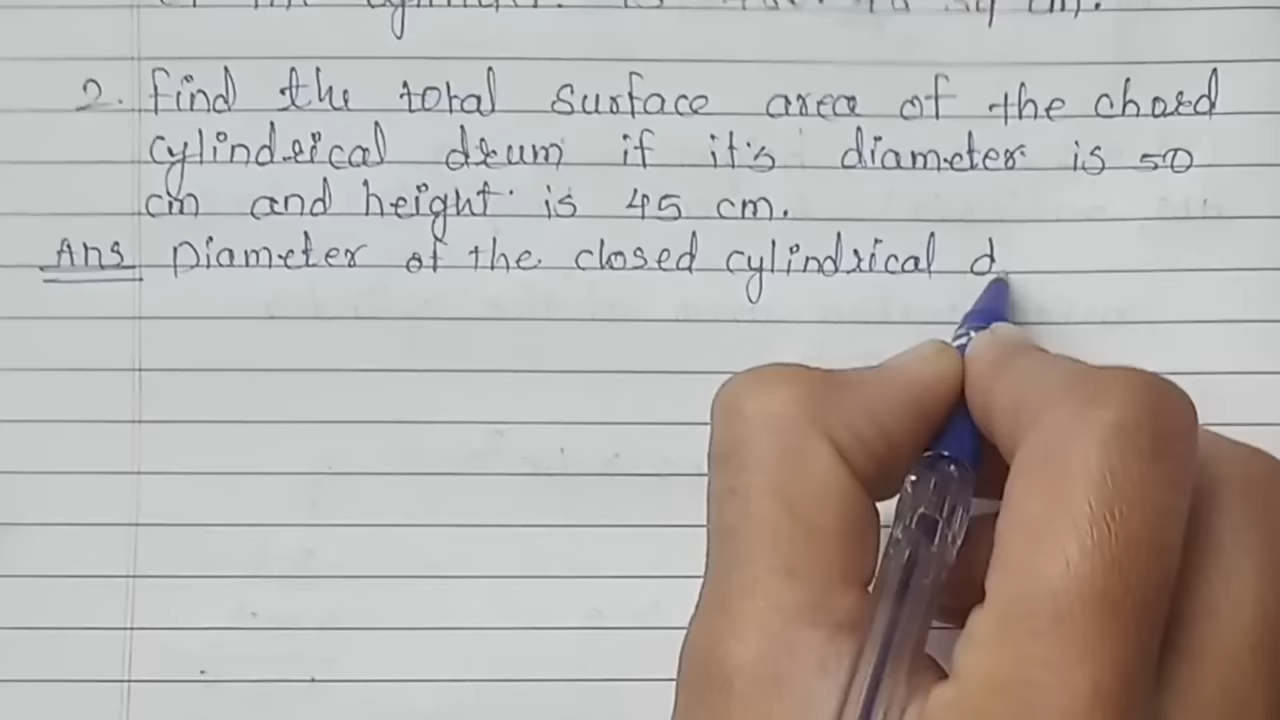 2. find the total surface area of the chosed
cylindrical drum if it's diameter is 50
cm and height is 45 cm.
Ans Diameter of the closed cylindrical d